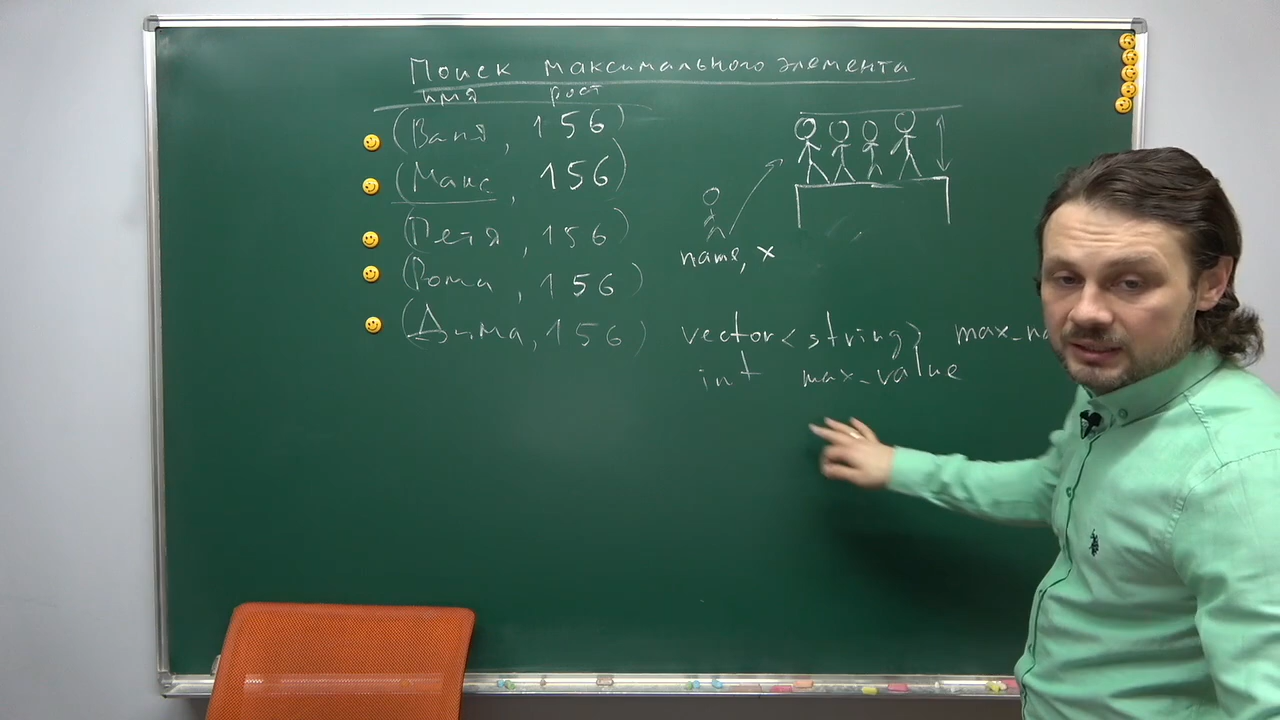 Поиск максимального элемента
имя рост
(Ваня, 156)
(Макс, 156)
(Петя, 156)
(Рома, 156)
(Дима, 156)
name, x
vector<string>
int max_value